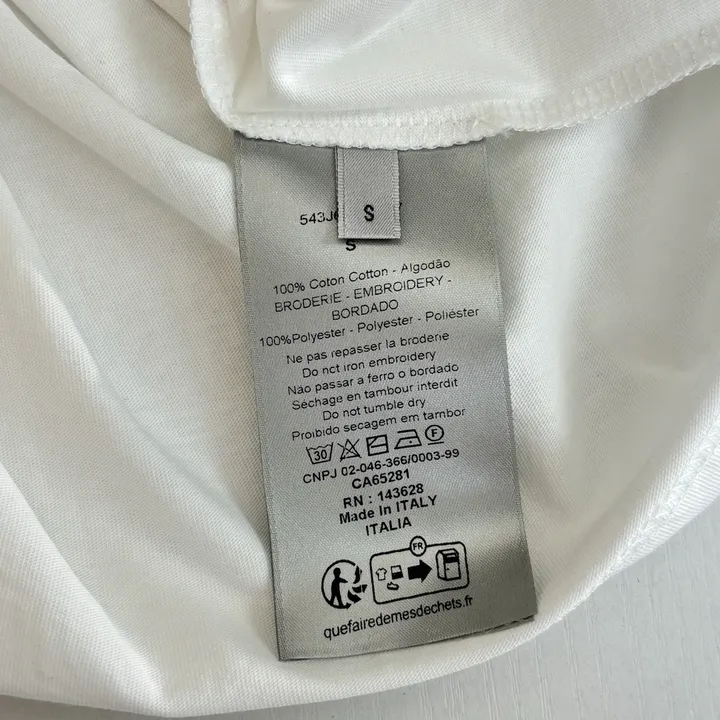 S
543J
S
100% Coton Cotton - Algodão
BRODERIE - EMBROIDERY -
BORDADO
100%Polyester - Polyester - Poliéster
Ne pas repasser la broderie
Do not iron embroidery
Não passar a ferro o bordado
Séchage en tambour interdit
Do not tumble dry
Proibido secagem em tambor
30 F
CNPJ 02-046-366/0003-99
CA65281
RN : 143628
Made In ITALY
ITALIA
FR
quefairedemesdechets.fr